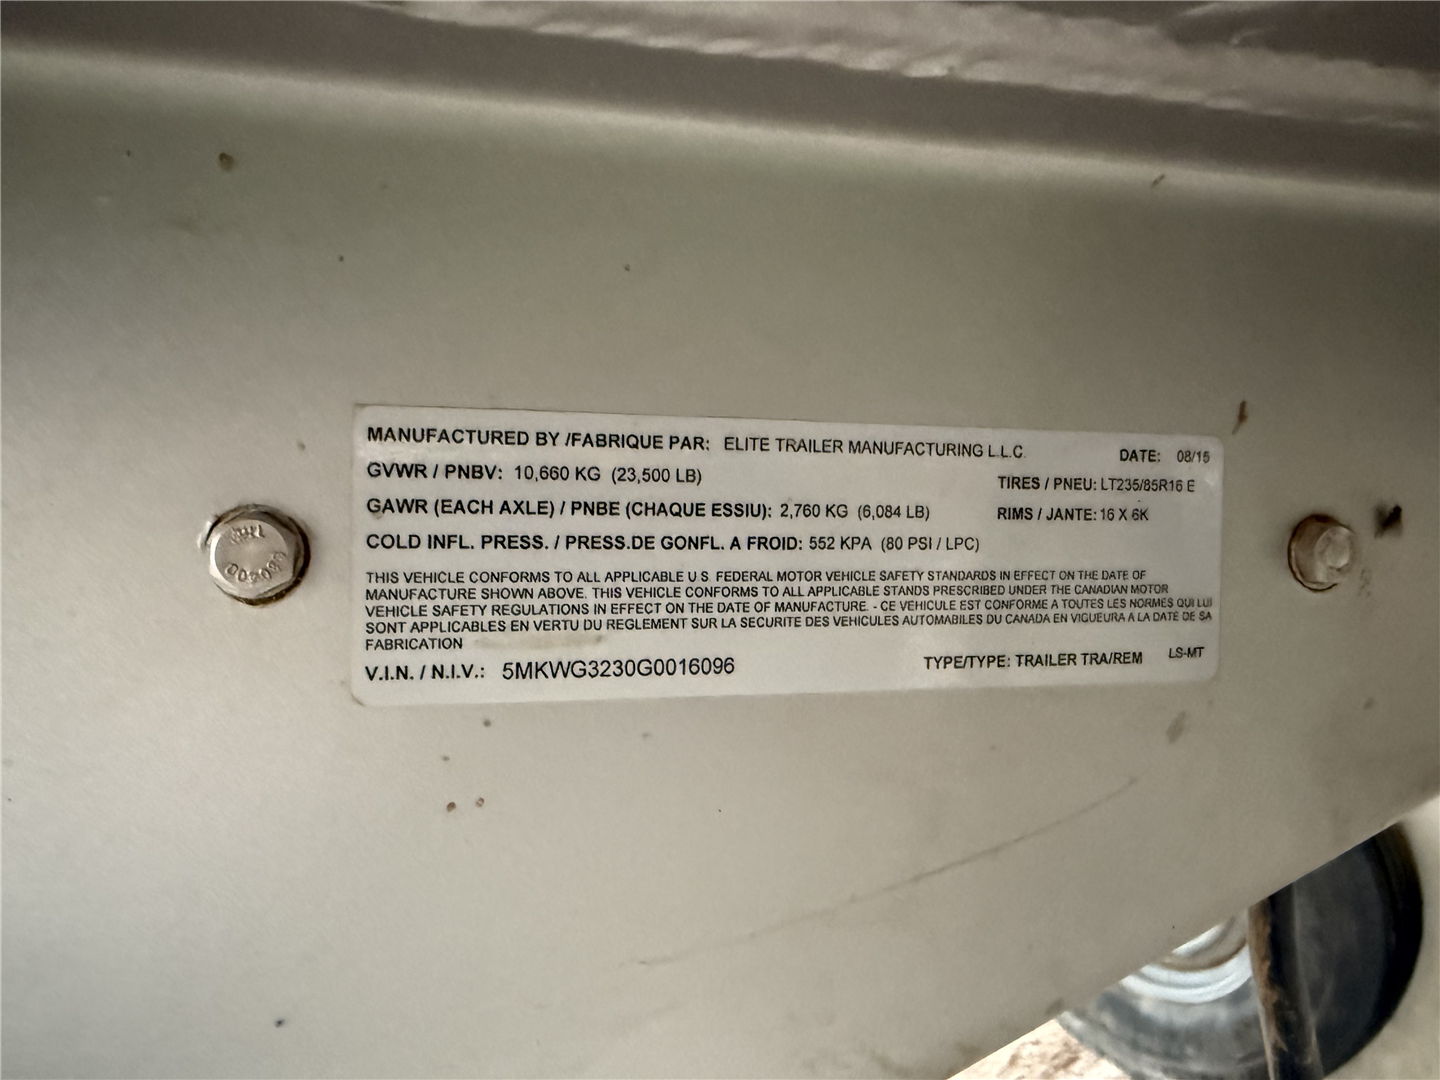 MANUFACTURED BY /FABRIQUE PAR: ELITE TRAILER MANUFACTURING L.L.C. DATE: 08/15
GVWR / PNBV: 10,660 KG (23,500 LB) TIRES / PNEU: LT235/85R16 E
GAWR (EACH AXLE) / PNBE (CHAQUE ESSIU): 2,760 KG (6,084 LB) RIMS / JANTE: 16 X 6K
COLD INFL. PRESS. / PRESS.DE GONFL. A FROID: 552 KPA (80 PSI / LPC)
THIS VEHICLE CONFORMS TO ALL APPLICABLE U.S. FEDERAL MOTOR VEHICLE SAFETY STANDARDS IN EFFECT ON THE DATE OF
MANUFACTURE SHOWN ABOVE. THIS VEHICLE CONFORMS TO ALL APPLICABLE STANDS PRESCRIBED UNDER THE CANADIAN MOTOR
VEHICLE SAFETY REGULATIONS IN EFFECT ON THE DATE OF MANUFACTURE. - CE VEHICULE EST CONFORME A TOUTES LES NORMES QUI LUI
SONT APPLICABLES EN VERTU DU REGLEMENT SUR LA SECURITE DES VEHICULES AUTOMABILES DU CANADA EN VIGUEUR A LA DATE DE SA
FABRICATION
V.I.N. / N.I.V.: 5MKWG3230G0016096 TYPE/TYPE: TRAILER TRA/REM LS-MT